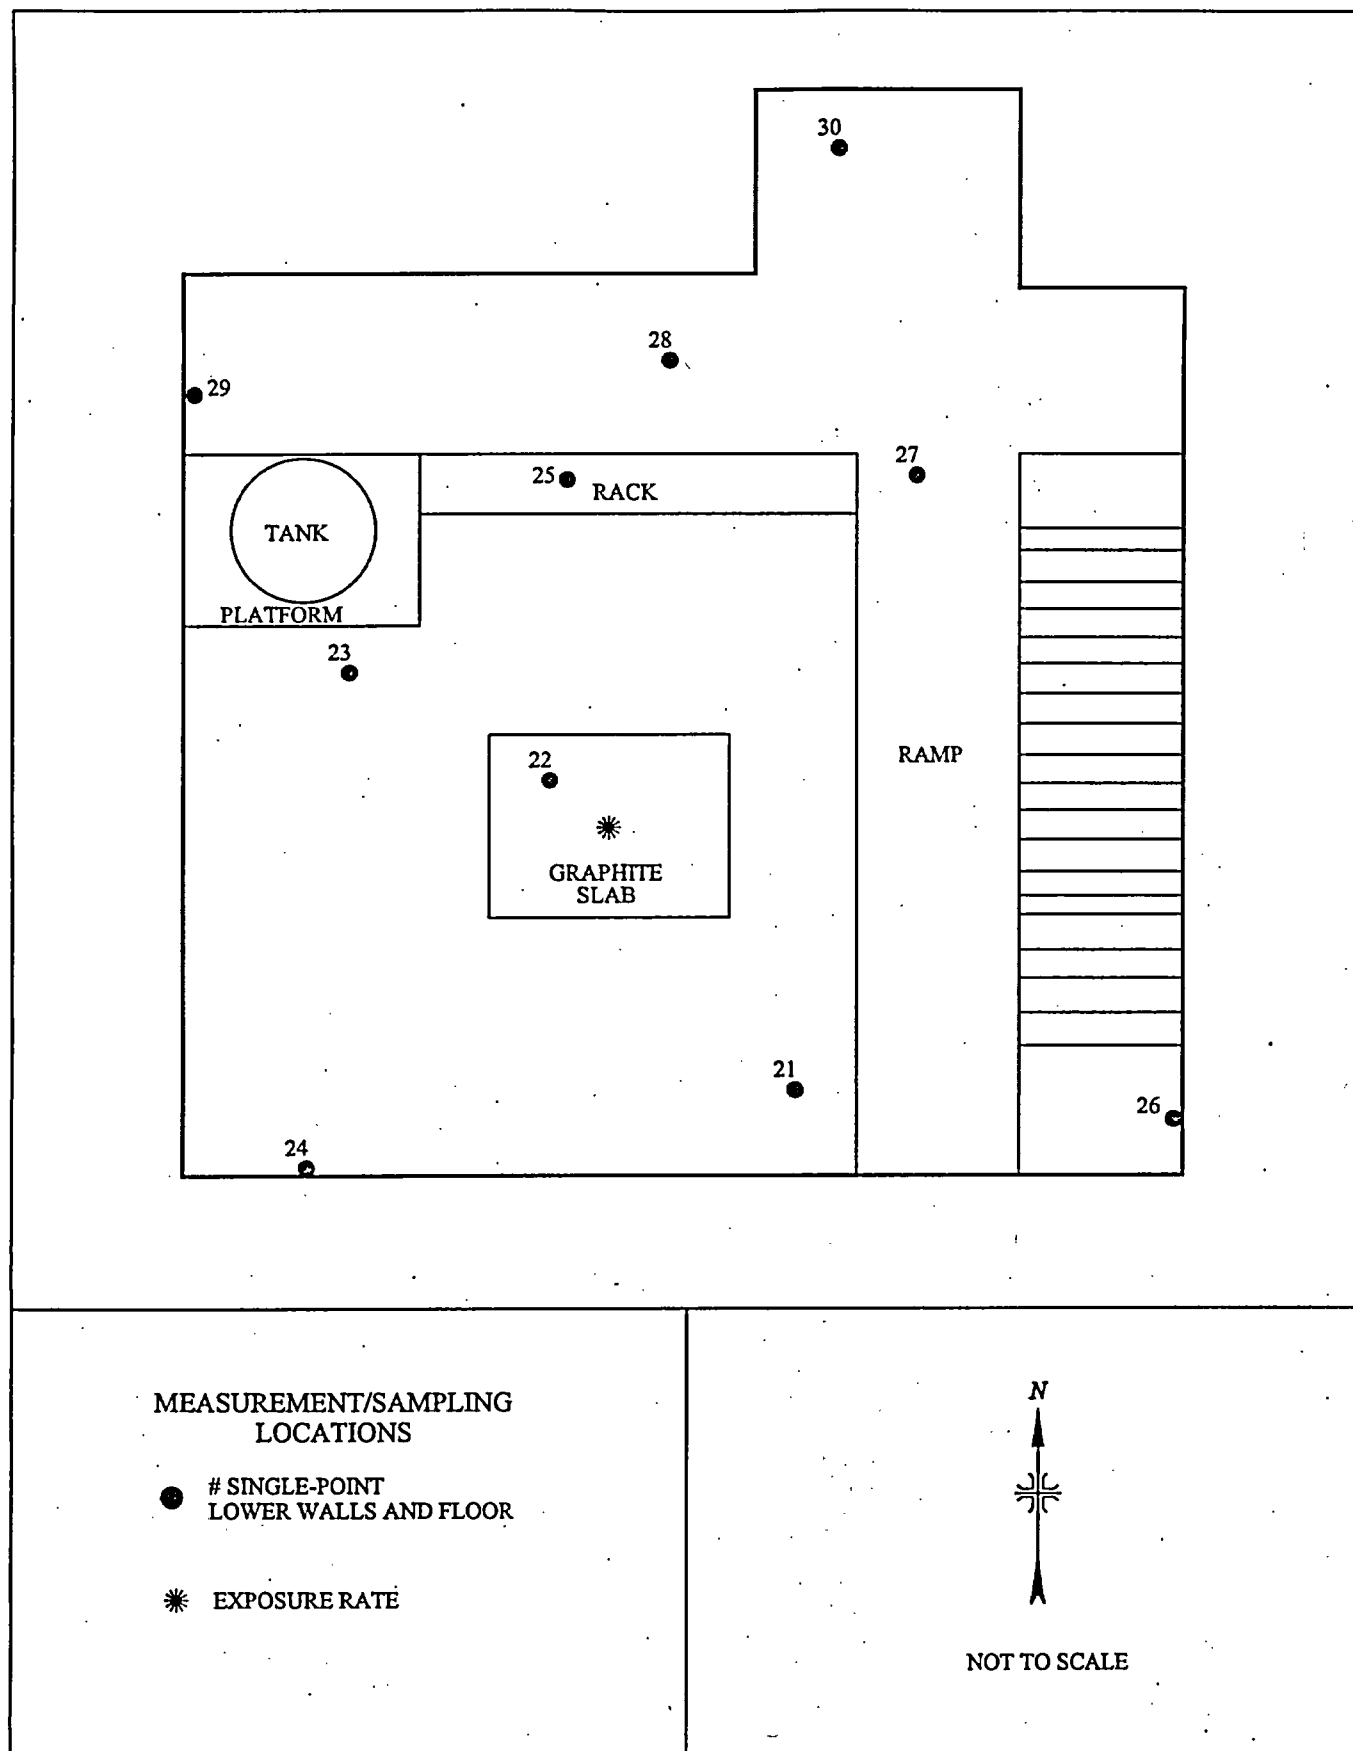 30
28
29
27
25
RACK
TANK
PLATFORM
23
22
RAMP
GRAPHITE
SLAB
21
26
24
MEASUREMENT/SAMPLING
LOCATIONS
# SINGLE-POINT
LOWER WALLS AND FLOOR
EXPOSURE RATE
N
NOT TO SCALE